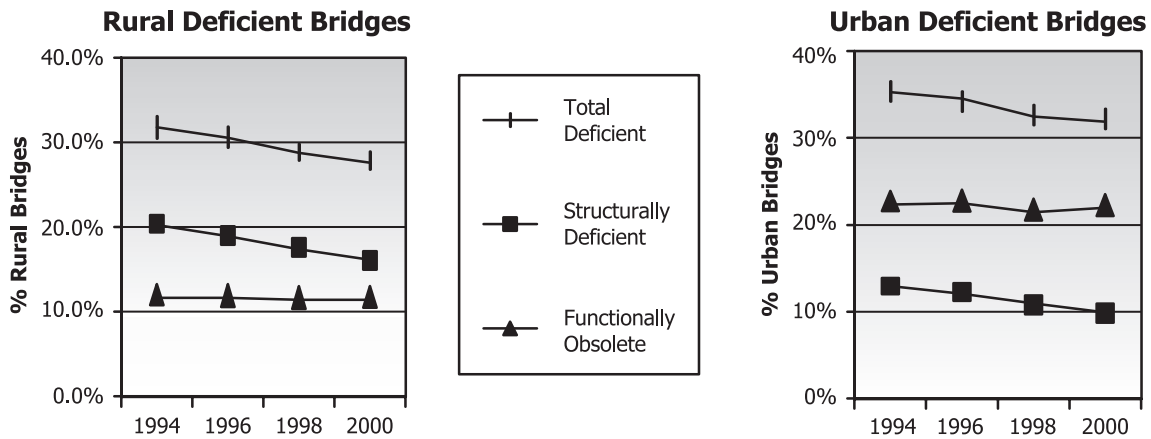 Rural Deficient Bridges
% Rural Bridges
40.0%
30.0%
20.0%
10.0%
0.0%
1994 1996 1998 2000
Total
Deficient
Structurally
Deficient
Functionally
Obsolete
Urban Deficient Bridges
% Urban Bridges
40%
30%
20%
10%
0%
1994 1996 1998 2000